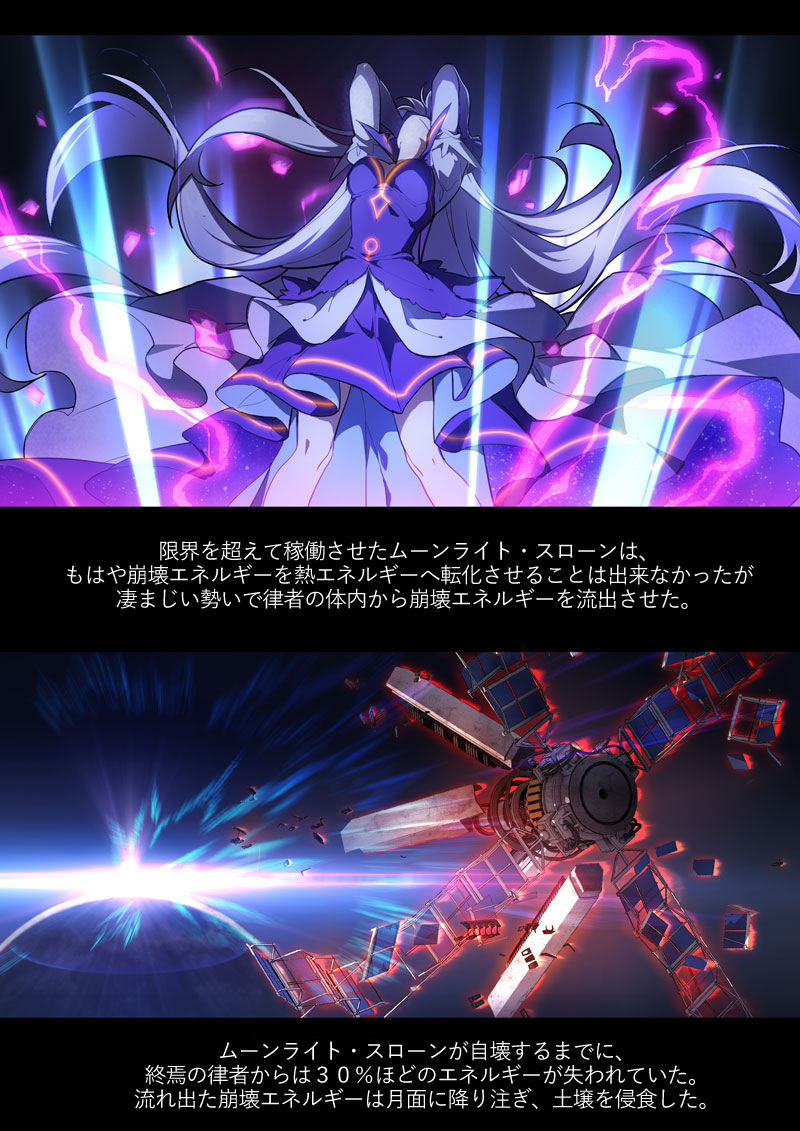 限界を超えて稼働させたムーンライト・スローンは、
もはや崩壊エネルギーを熱エネルギーへ転化させることは出来なかったが
凄まじい勢いで律者の体内から崩壊エネルギーを流出させた。
ムーンライト・スローンが自壊するまでに、
終焉の律者からは３０％ほどのエネルギーが失われていた。
流れ出た崩壊エネルギーは月面に降り注ぎ、土壌を侵食した。